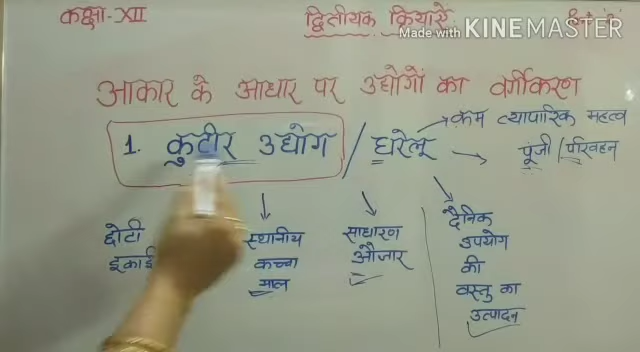 कक्षा-XII
द्वितीयक क्रियायें
Made with KINEMASTER
आकार के आधार पर उद्योगों का वर्गीकरण
1. कुटीर उद्योग / घरेलू → कम व्यापारिक महत्व
→ पूंजी / परिवहन
छोटी
इकाई
स्थानीय
कच्चा
माल
साधारण
औजार
दैनिक
उपयोग
की
वस्तु का
उत्पादन